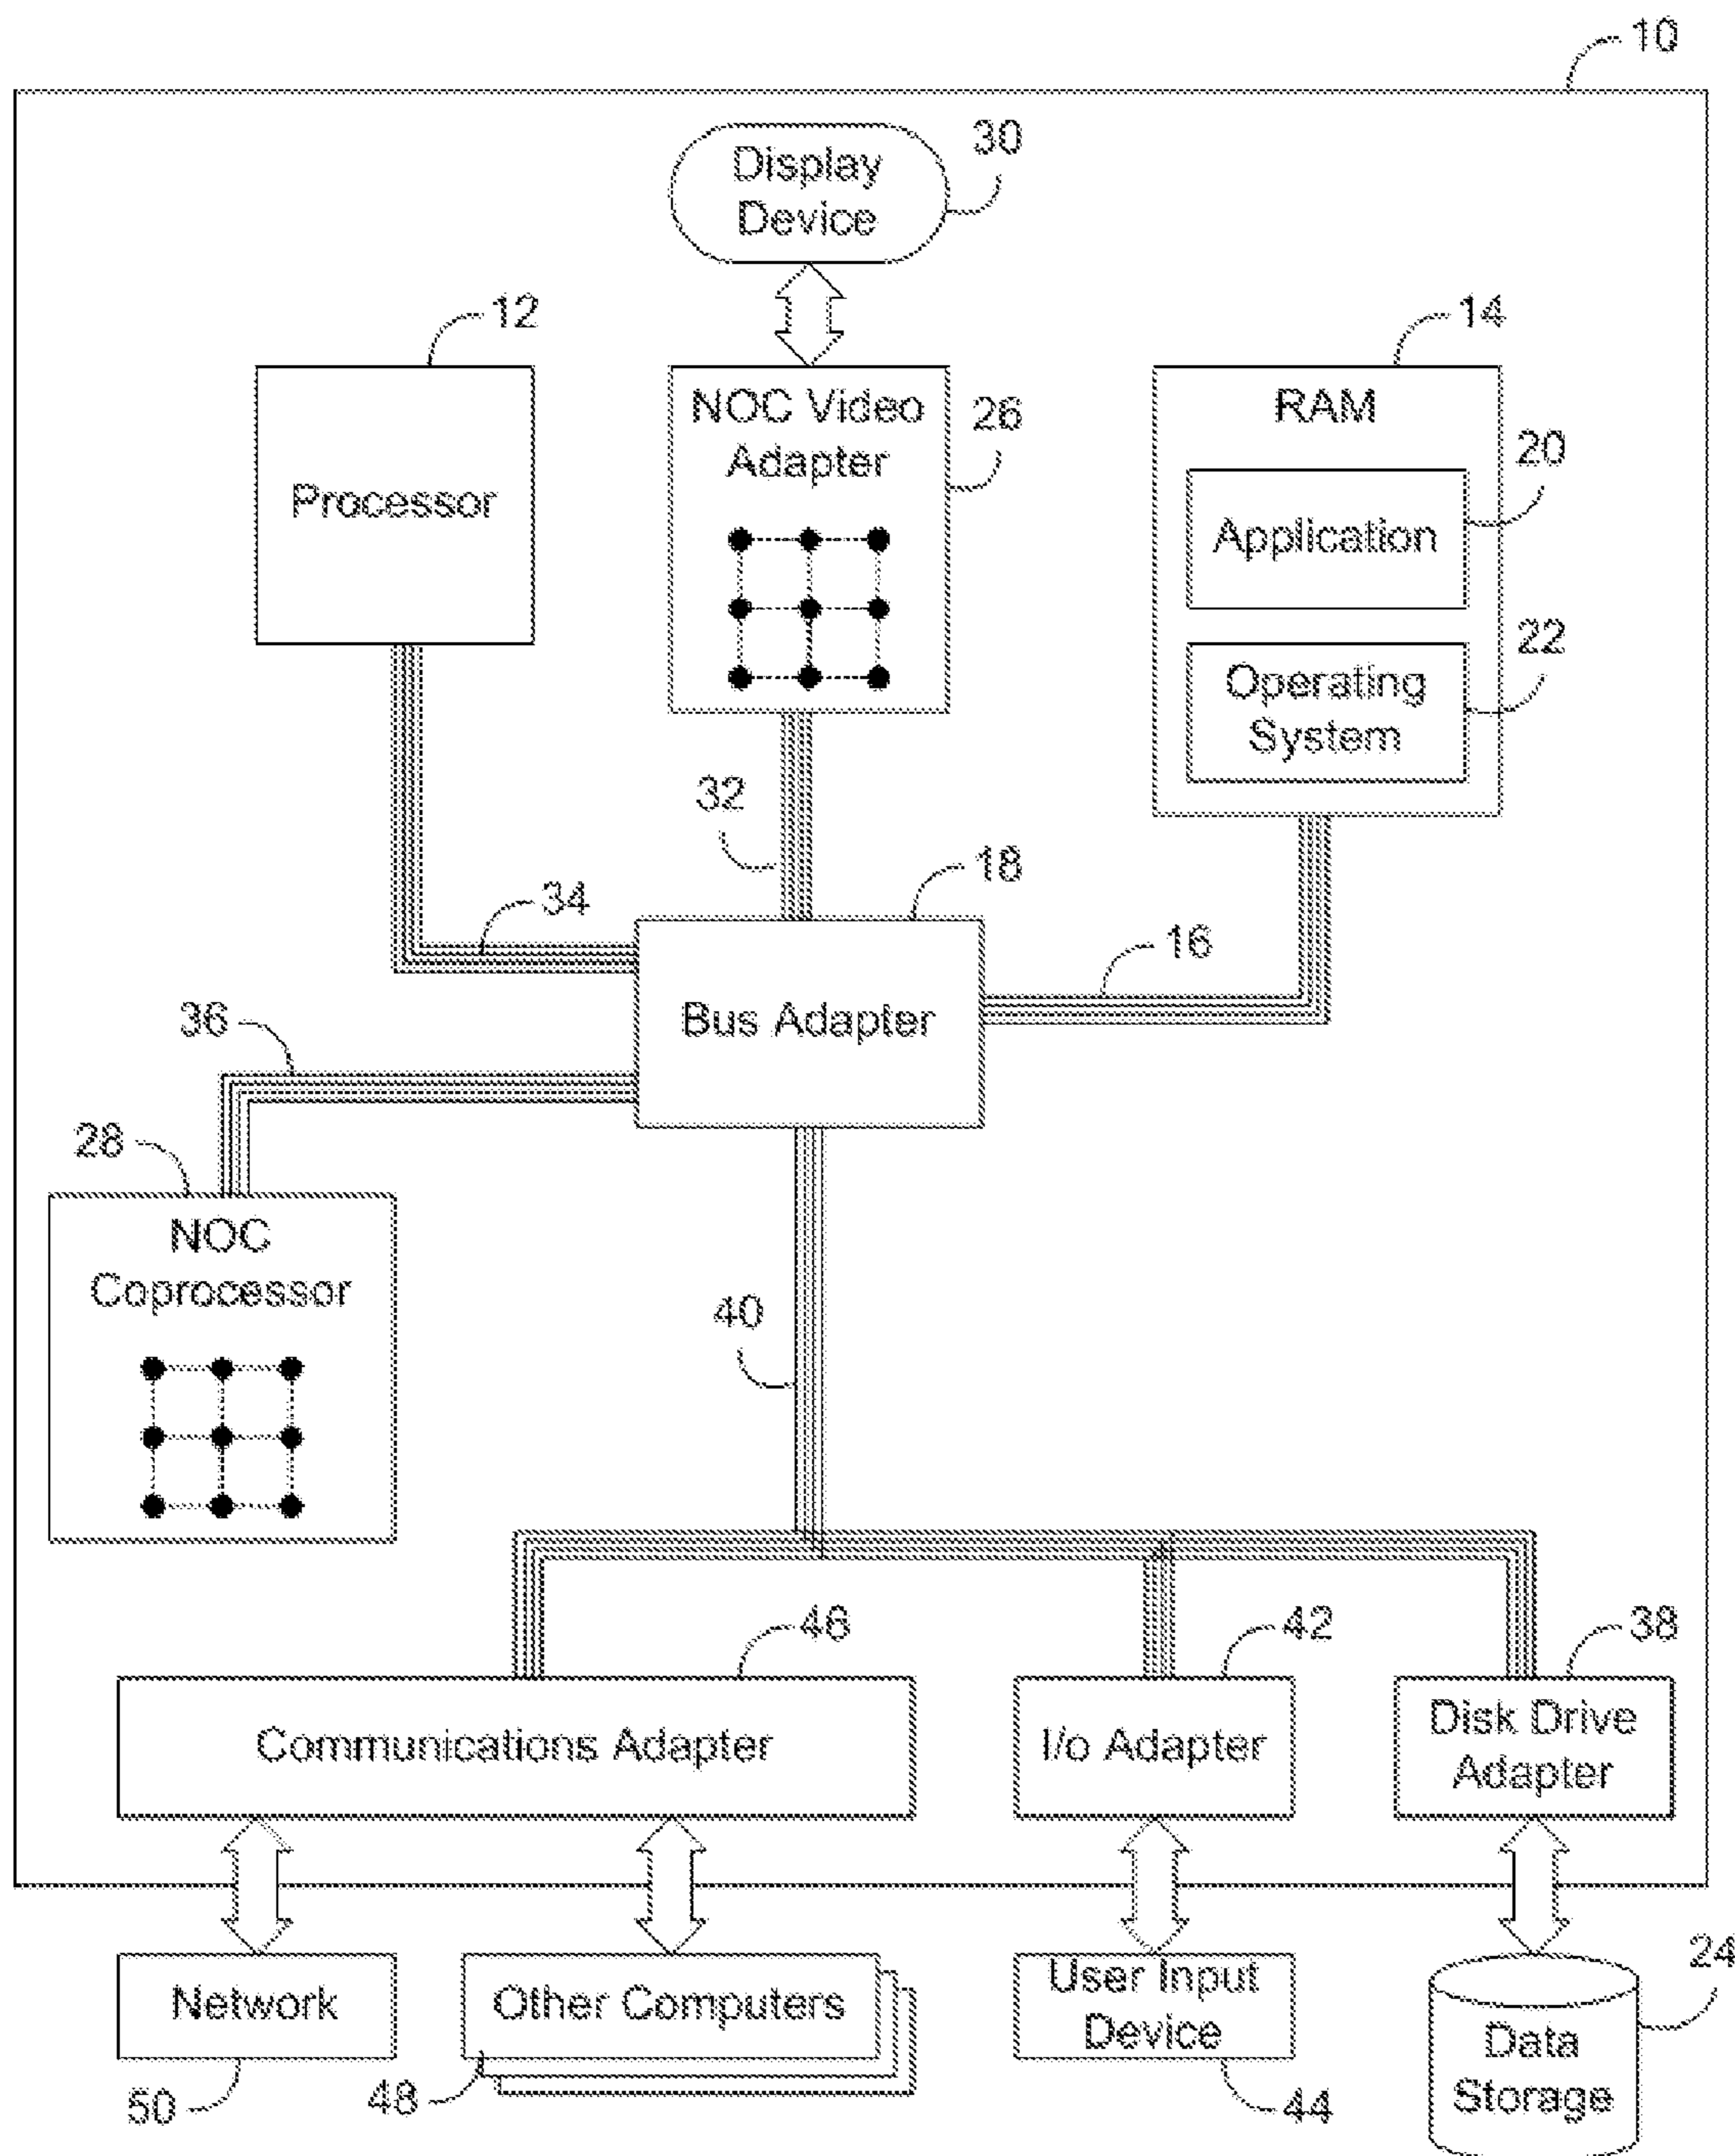 10
Display
Device
30
12
14
NOC Video
Adapter
26
RAM
20
Processor
Application
22
Operating
System
32
18
34
16
Bus Adapter
36
28
NOC
Coprocessor
40
46
42
38
Communications Adapter
I/o Adapter
Disk Drive
Adapter
24
Network
Other Computers
User Input
Device
Data
Storage
50
48
44